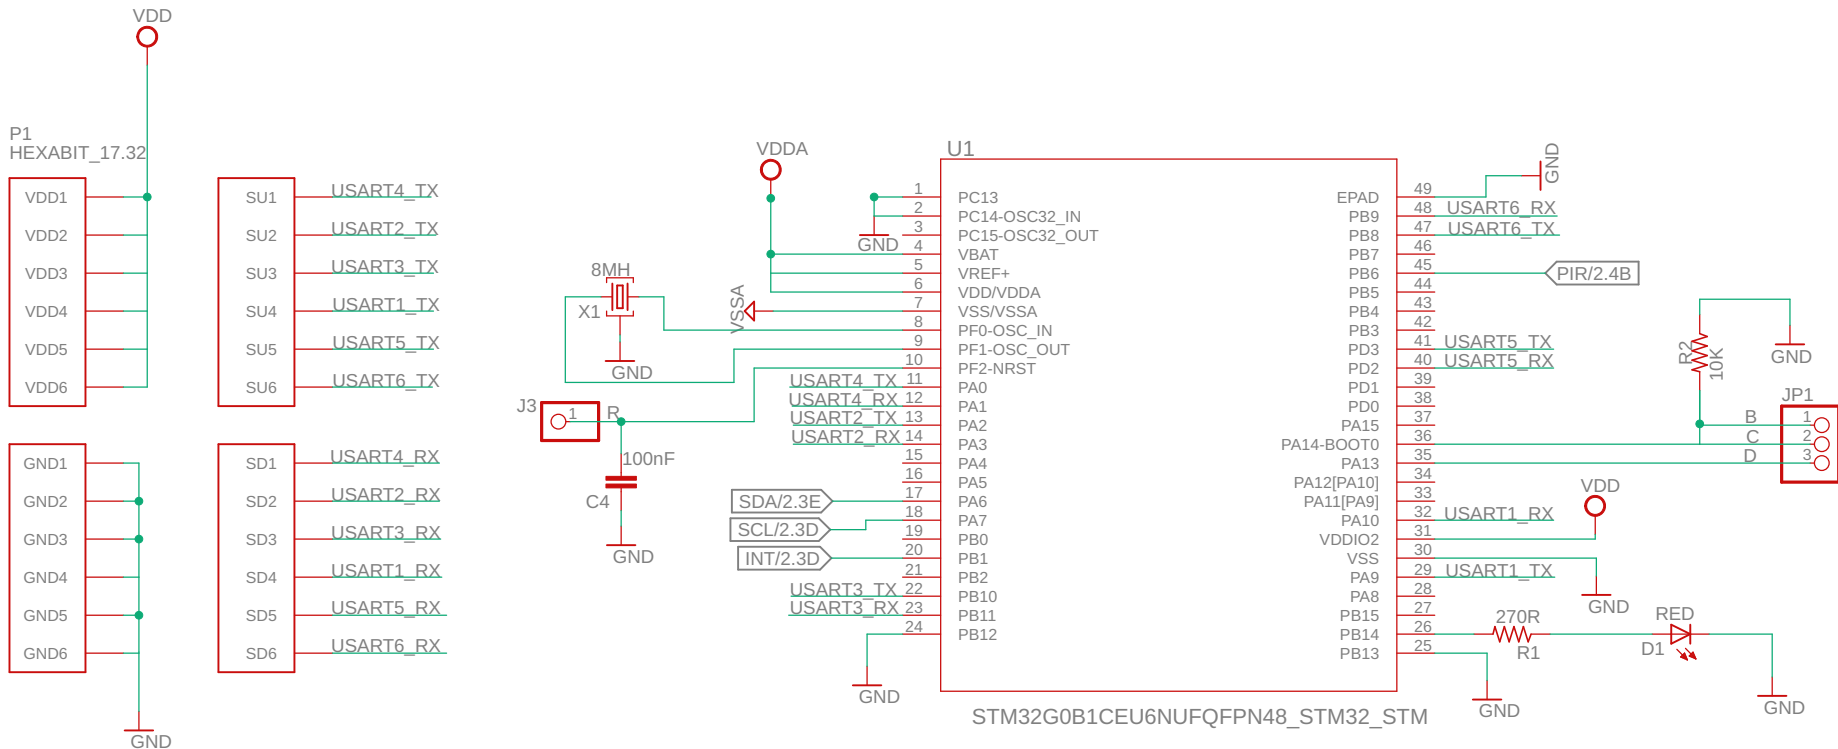 VDD
P1
HEXABIT_17.32
VDD1
VDD2
VDD3
VDD4
VDD5
VDD6
SU1 USART4_TX
SU2 USART2_TX
SU3 USART3_TX
SU4 USART1_TX
SU5 USART5_TX
SU6 USART6_TX
GND1
GND2
GND3
GND4
GND5
GND6
GND
SD1 USART4_RX
SD2 USART2_RX
SD3 USART3_RX
SD4 USART1_RX
SD5 USART5_RX
SD6 USART6_RX
VDDA
GND
8MH
X1
GND
VSSA
J3
1
R
100nF
C4
GND
SDA/2.3E
SCL/2.3D
INT/2.3D
GND
U1
1 PC13
2 PC14-OSC32_IN
3 PC15-OSC32_OUT
4 VBAT
5 VREF+
6 VDD/VDDA
7 VSS/VSSA
8 PF0-OSC_IN
9 PF1-OSC_OUT
10 PF2-NRST
USART4_TX 11 PA0
USART4_RX 12 PA1
USART2_TX 13 PA2
USART2_RX 14 PA3
15 PA4
16 PA5
17 PA6
18 PA7
19 PB0
20 PB1
21 PB2
USART3_TX 22 PB10
USART3_RX 23 PB11
24 PB12
EPAD 49
PB9 48 USART6_RX
PB8 47 USART6_TX
PB7 46
PB6 45
PB5 44
PB4 43
PB3 42
PD3 41 USART5_TX
PD2 40 USART5_RX
PD1 39
PD0 38
PA15 37
PA14-BOOT0 36
PA13 35
PA12[PA10] 34
PA11[PA9] 33
PA10 32 USART1_RX
VDDIO2 31
VSS 30
PA9 29 USART1_TX
PA8 28
PB15 27
PB14 26
PB13 25
STM32G0B1CEU6NUFQFPN48_STM32_STM
GND
PIR/2.4B
R2
10K
GND
JP1
B 1
C 2
D 3
VDD
GND
270R
R1
RED
D1
GND
GND